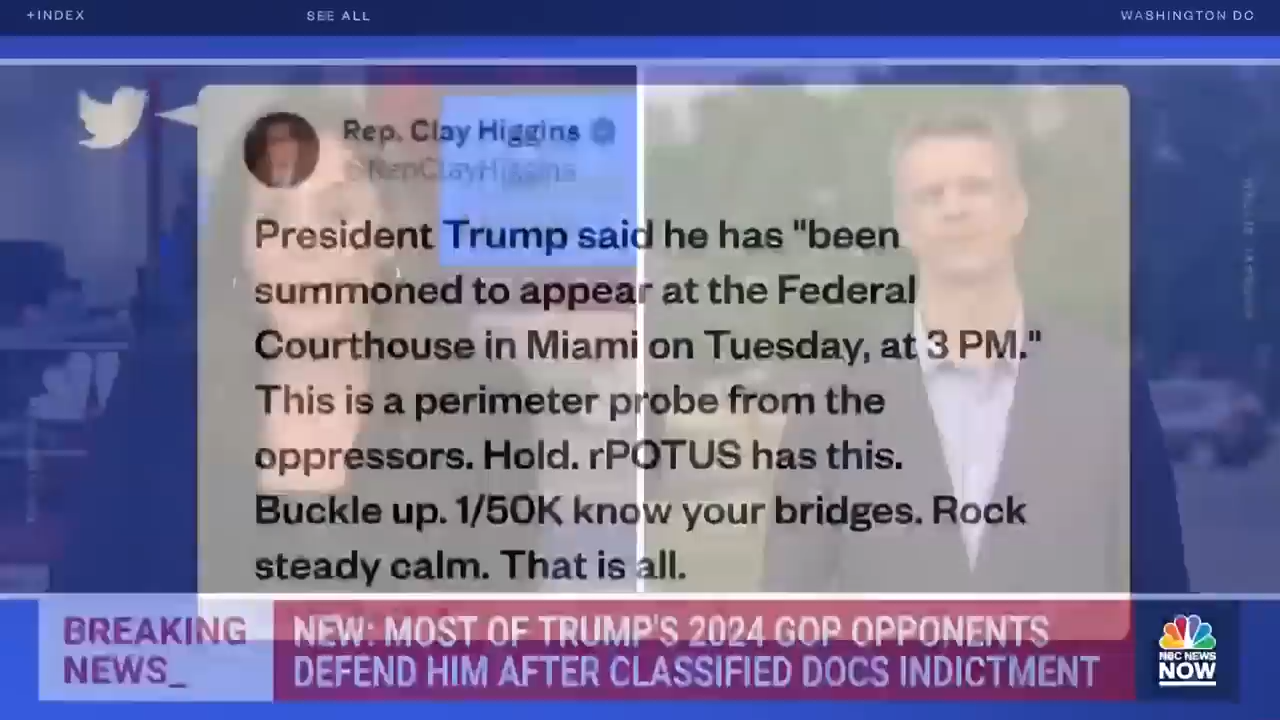 +INDEX
SEE ALL
WASHINGTON DC
Rep. Clay Higgins
@RepClayHiggins
President Trump said he has "been
summoned to appear at the Federal
Courthouse in Miami on Tuesday, at 3 PM."
This is a perimeter probe from the
oppressors. Hold. rPOTUS has this.
Buckle up. 1/50K know your bridges. Rock
steady calm. That is all.
BREAKING
NEWS_
NEW: MOST OF TRUMP'S 2024 GOP OPPONENTS
DEFEND HIM AFTER CLASSIFIED DOCS INDICTMENT
NBC NEWS
NOW